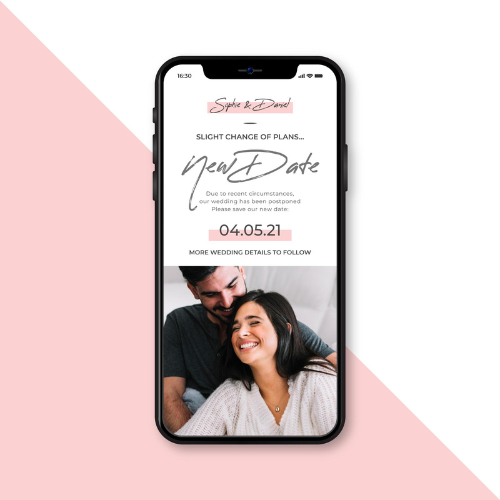 16:30
Sophie & Daniel
SLIGHT CHANGE OF PLANS...
New Date
Due to recent circumstances,
our wedding has been postponed
Please save our new date:
04.05.21
MORE WEDDING DETAILS TO FOLLOW